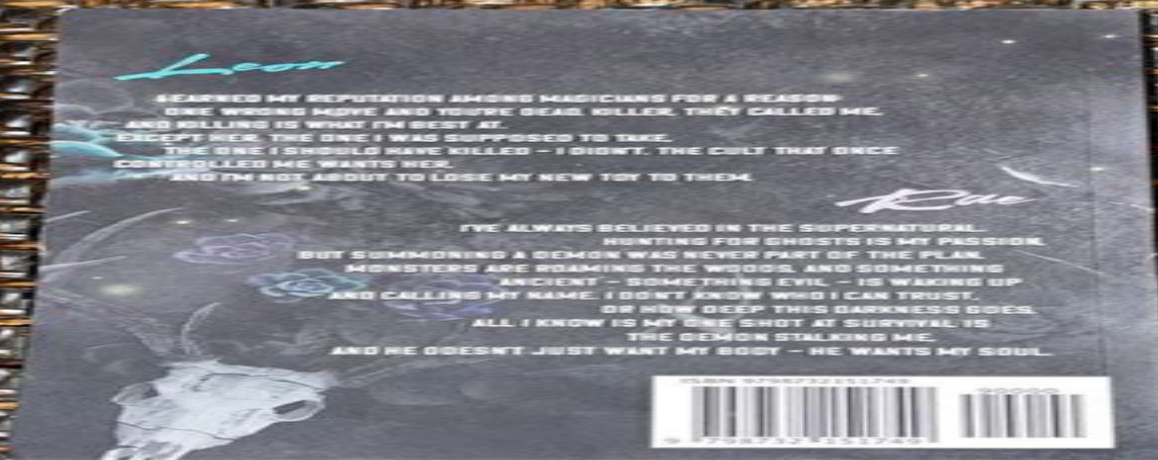 Leon
I EARNED MY REPUTATION AMONG MAGICIANS FOR A REASON.
ONE WRONG MOVE AND YOU'RE DEAD. KILLER, THEY CALLED ME.
AND KILLING IS WHAT I'M BEST AT.
EXCEPT HER. THE ONE I WAS SUPPOSED TO TAKE.
THE ONE I SHOULD HAVE KILLED – I DIDN'T. THE CULT THAT ONCE
CONTROLLED ME WANTS HER.
AND I'M NOT ABOUT TO LOSE MY NEW TOY TO THEM.
Rae
I'VE ALWAYS BELIEVED IN THE SUPERNATURAL.
HUNTING FOR GHOSTS IS MY PASSION.
BUT SUMMONING A DEMON WAS NEVER PART OF THE PLAN.
MONSTERS ARE ROAMING THE WOODS, AND SOMETHING
ANCIENT – SOMETHING EVIL – IS WAKING UP
AND CALLING MY NAME. I DON'T KNOW WHO I CAN TRUST,
OR HOW DEEP THIS DARKNESS GOES.
ALL I KNOW IS MY ONE SHOT AT SURVIVAL IS
THE DEMON STALKING ME.
AND HE DOESN'T JUST WANT MY BODY – HE WANTS MY SOUL.
ISBN 9798732151749
90000
9 798732 151749